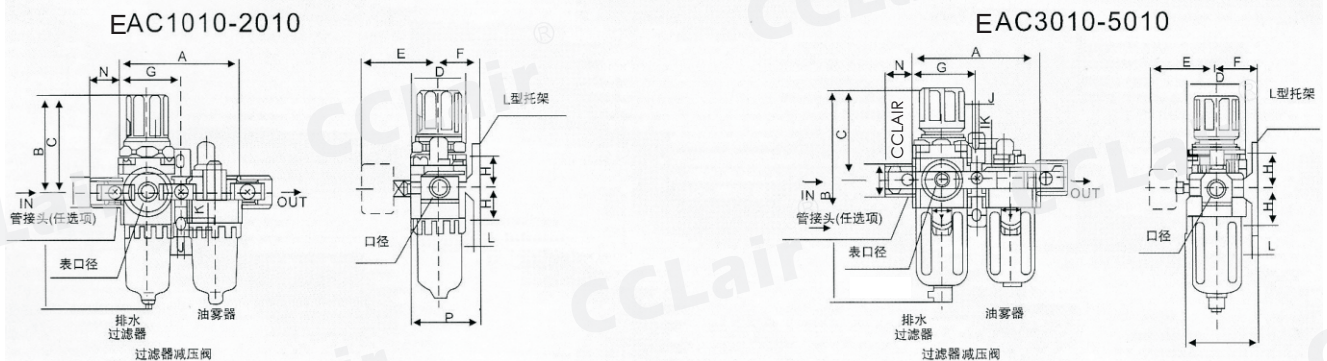 EAC1010-2010
A
N
G
B
C
IN
OUT
管接头(任选项)
K
J
表口径
排水
过滤器
油雾器
过滤器减压阀
E
F
D
L型托架
H
H
口径
L
P
EAC3010-5010
A
N
G
J
IK
C
B
CCLAIR
IN
OUT
管接头(任选项)
表口径
排水
过滤器
油雾器
过滤器减压阀
E
F
D
L型托架
H
H
口径
L
CCLair
®
CCLair